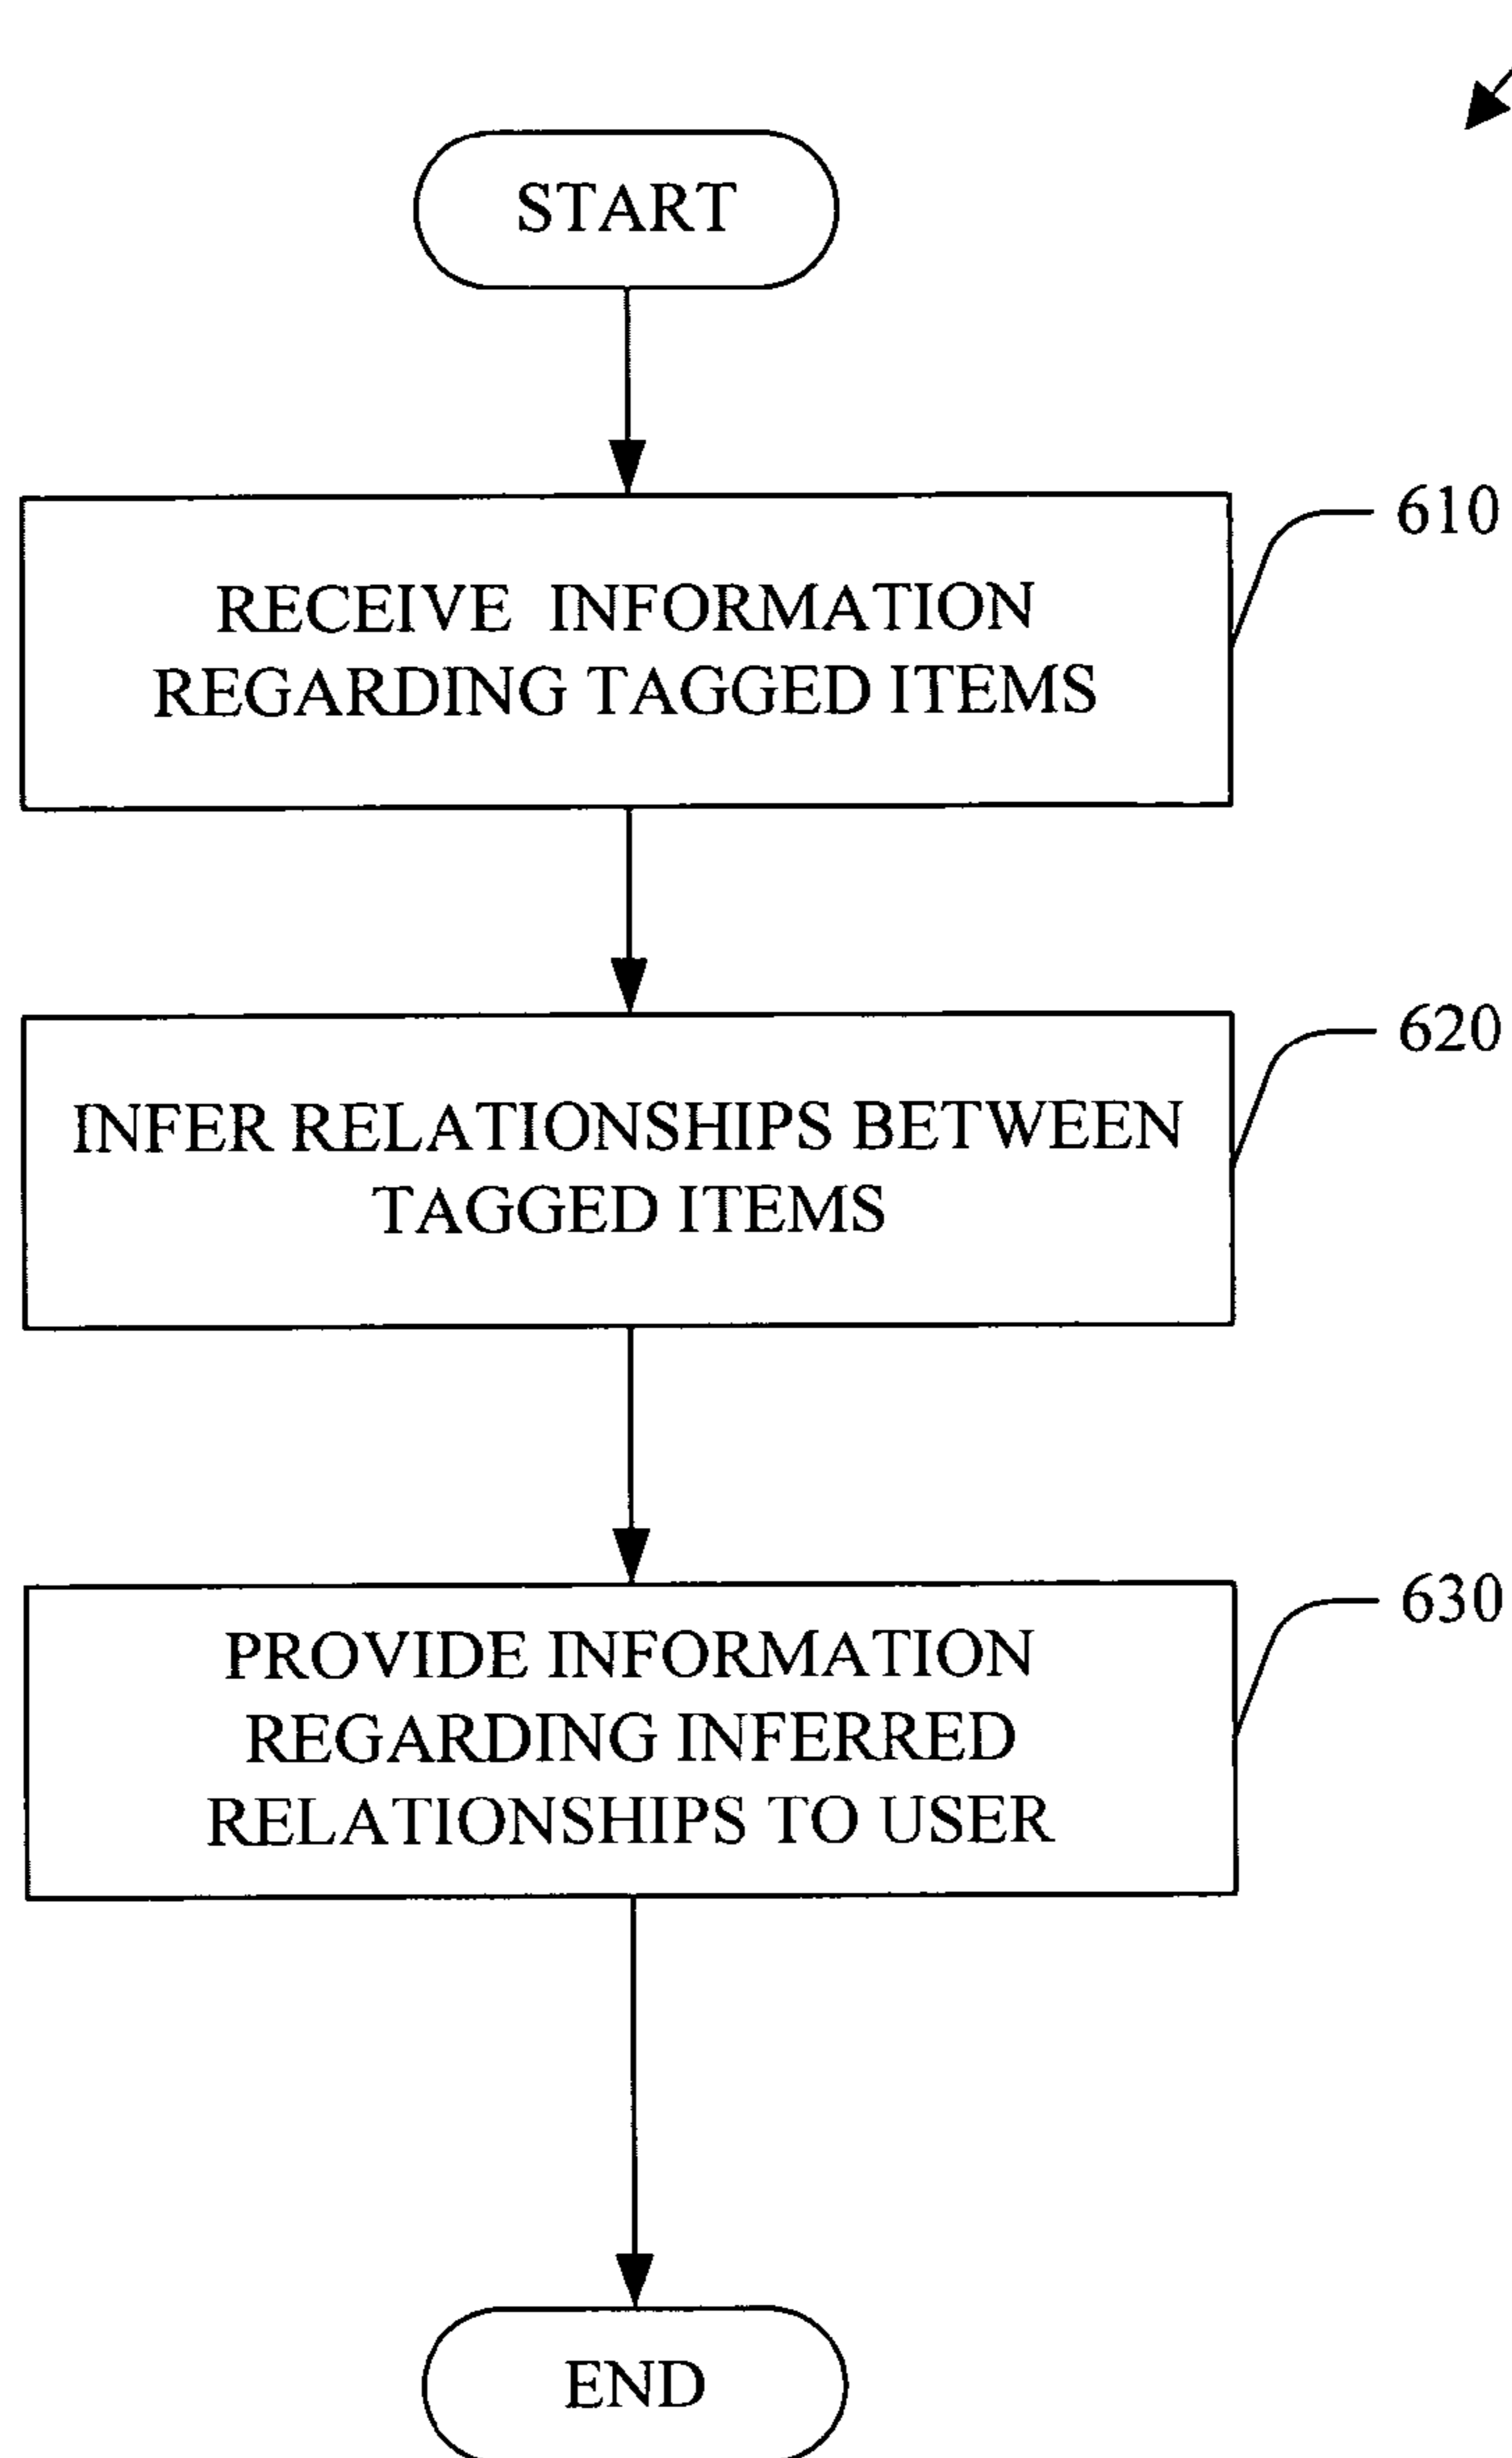 START
610
RECEIVE INFORMATION
REGARDING TAGGED ITEMS
620
INFER RELATIONSHIPS BETWEEN
TAGGED ITEMS
630
PROVIDE INFORMATION
REGARDING INFERRED
RELATIONSHIPS TO USER
END